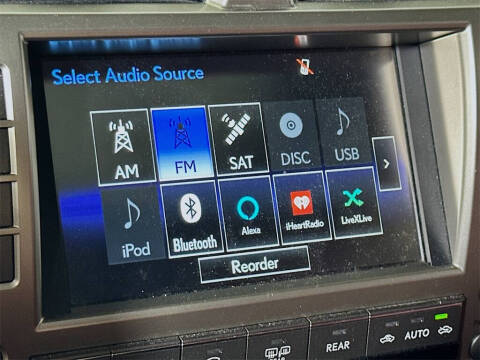 Select Audio Source
AM
FM
SAT
DISC
USB
iPod
Bluetooth
Alexa
iHeartRadio
LiveXLive
Reorder
REAR
AUTO